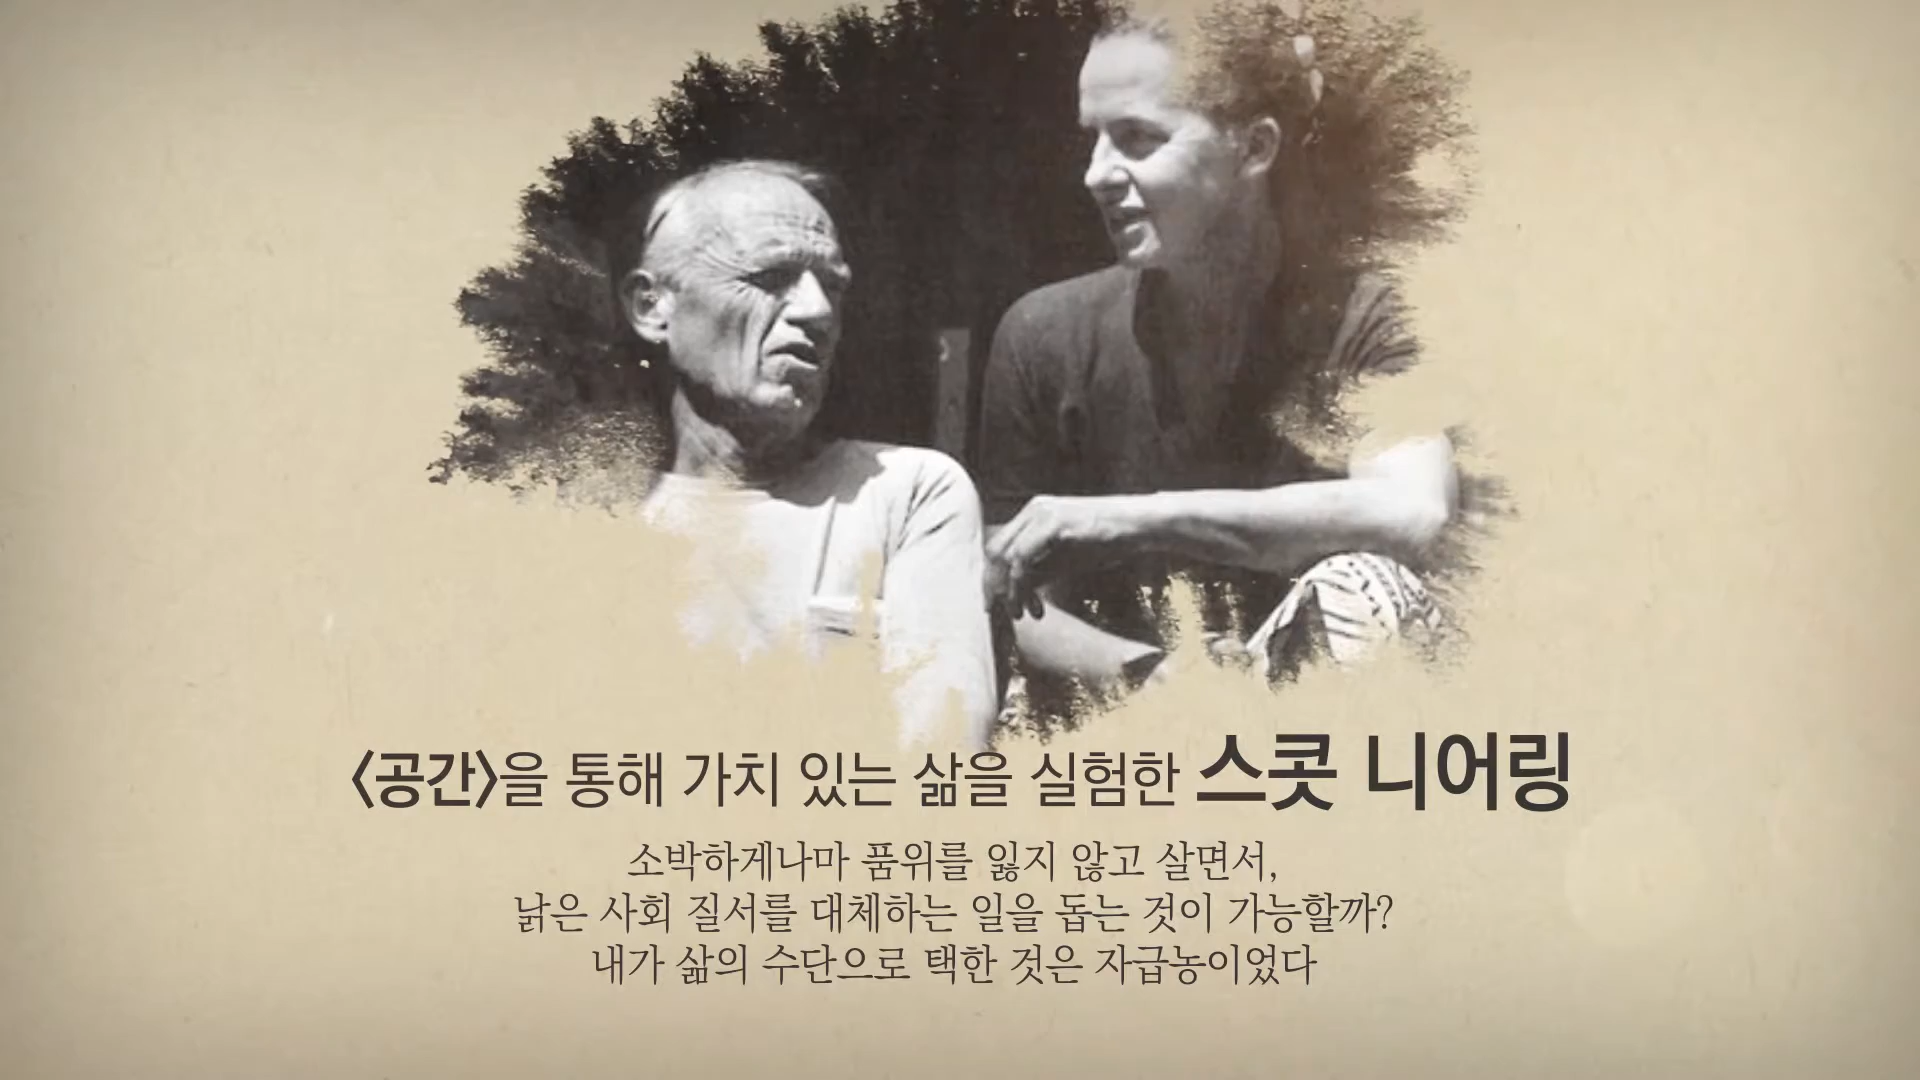 <공간>을 통해 가치 있는 삶을 실험한 스콧 니어링
소박하게나마 품위를 잃지 않고 살면서,
낡은 사회 질서를 대체하는 일을 돕는 것이 가능할까?
내가 삶의 수단으로 택한 것은 자급농이었다